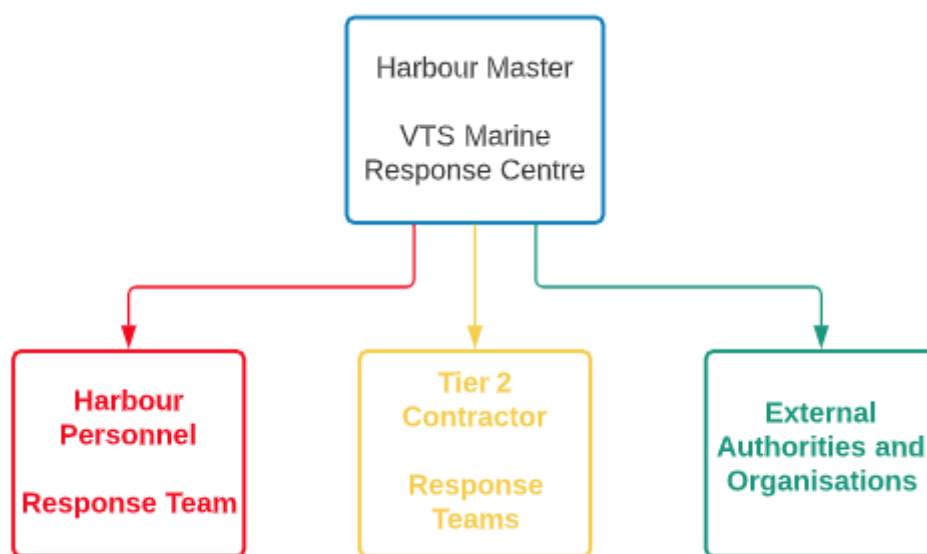 Harbour Master
VTS Marine
Response Centre
Harbour
Personnel
Response Team
Tier 2
Contractor
Response
Teams
External
Authorities and
Organisations